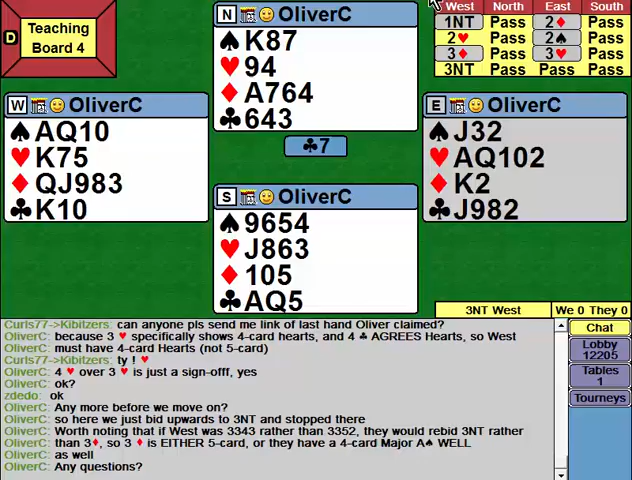 D Teaching
Board 4
N OliverC
♠K87
♥94
♦A764
♣643
West North East South
1NT Pass 2♦ Pass
2♥ Pass 2♠ Pass
3♦ Pass 3♥ Pass
3NT Pass Pass Pass
W OliverC
♠AQ10
♥K75
♦QJ983
♣K10
♣7
E OliverC
♠J32
♥AQ102
♦K2
♣J982
S OliverC
♠9654
♥J863
♦105
♣AQ5
3NT West We 0 They 0
Curls77->Kibitzers: can anyone pls send me link of last hand Oliver claimed?
OliverC: because 3 ♥ specifically shows 4-card hearts, and 4 ♣ AGREES Hearts, so West
OliverC: must have 4-card Hearts (not 5-card)
Curls77->Kibitzers: ty ! ♥
OliverC: 4 ♥ over 3 ♥ is just a sign-offf, yes
OliverC: ok?
zdedo: ok
OliverC: Any more before we move on?
OliverC: so here we just bid upwards to 3NT and stopped there
OliverC: Worth noting that if West was 3343 rather than 3352, they would rebid 3NT rather
OliverC: than 3♦, so 3 ♦ is EITHER 5-card, or they have a 4-card Major A♠ WELL
OliverC: as well
OliverC: Any questions?
Chat
Lobby
12205
Tables
1
Tourneys